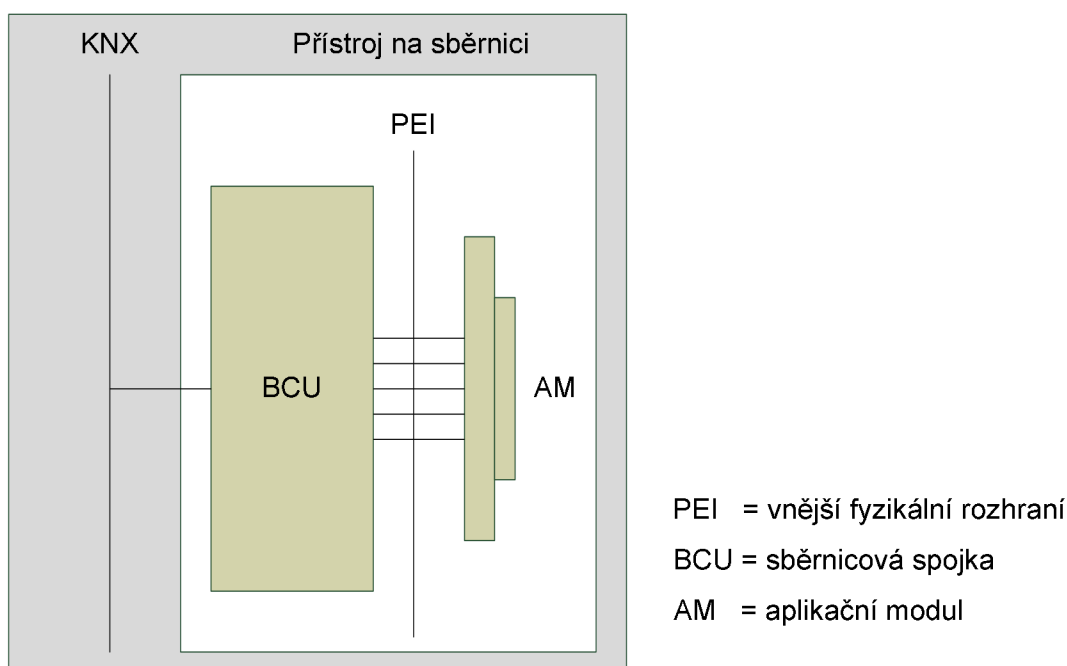 KNX
Přístroj na sběrnici
PEI
BCU
AM
PEI = vnější fyzikální rozhraní
BCU = sběrnicová spojka
AM = aplikační modul